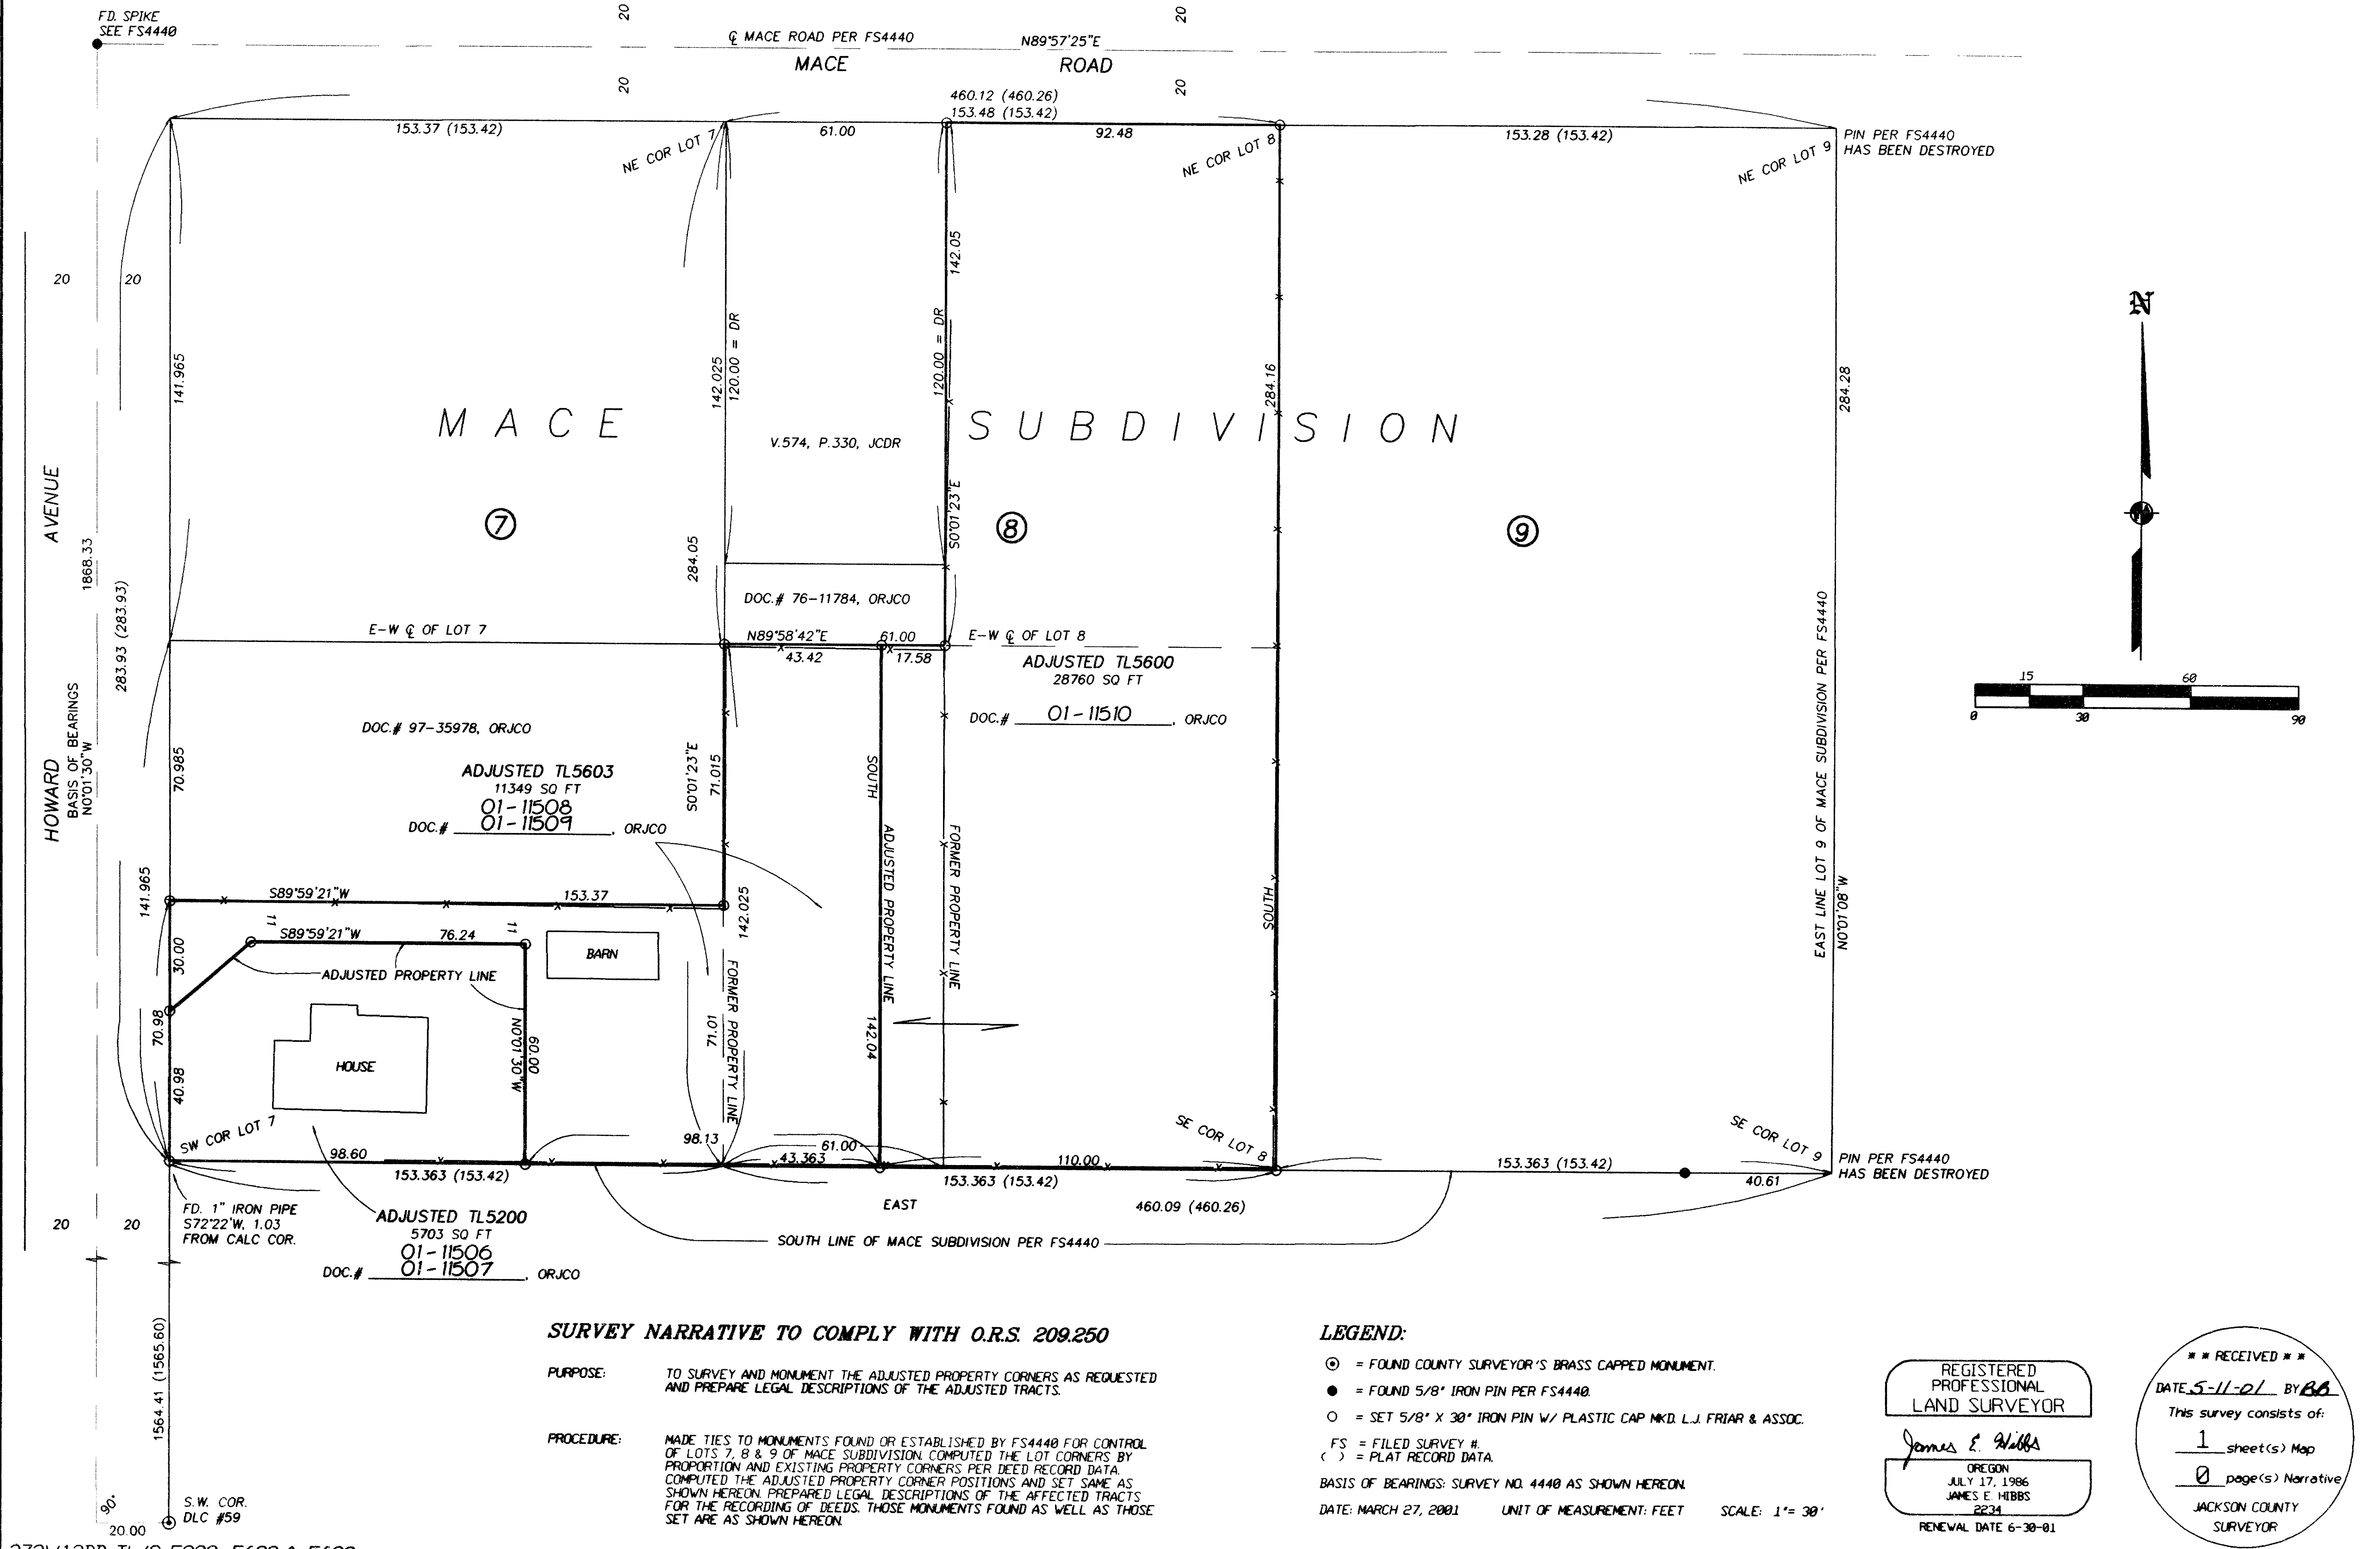 FD. SPIKE
SEE FS4440
20
20
℄ MACE ROAD PER FS4440
N89°57'25"E
MACE ROAD
20
20
460.12 (460.26)
153.37 (153.42)
61.00
153.48 (153.42)
92.48
153.28 (153.42)
NE COR LOT 7
NE COR LOT 8
NE COR LOT 9
PIN PER FS4440
HAS BEEN DESTROYED
20
20
141.965
142.025
120.00 = DR
120.00 = DR
142.05
284.16
284.28
N
MACE SUBDIVISION
V.574, P.330, JCDR
7
8
9
HOWARD AVENUE
BASIS OF BEARINGS
N0°01'30"W
1868.33
283.93 (283.93)
284.05
S0°01'23"E
DOC.# 76-11784, ORJCO
E-W ℄ OF LOT 7
N89°58'42"E
61.00
43.42
17.58
E-W ℄ OF LOT 8
ADJUSTED TL5600
28760 SQ FT
DOC.# 01-11510, ORJCO
15
60
0
30
90
DOC.# 97-35978, ORJCO
ADJUSTED TL5603
11349 SQ FT
01-11508
DOC.# 01-11509, ORJCO
70.985
S0°01'23"E
71.015
SOUTH
ADJUSTED PROPERTY LINE
142.04
FORMER PROPERTY LINE
SOUTH
EAST LINE LOT 9 OF MACE SUBDIVISION PER FS4440
N0°01'08"W
141.965
S89°59'21"W
153.37
142.025
11
S89°59'21"W
76.24
11
BARN
30.00
ADJUSTED PROPERTY LINE
70.98
40.98
HOUSE
N0°01'30"W
60.00
71.01
FORMER PROPERTY LINE
SW COR LOT 7
98.60
98.13
61.00
43.363
110.00
SE COR LOT 8
SE COR LOT 9
PIN PER FS4440
HAS BEEN DESTROYED
153.363 (153.42)
153.363 (153.42)
153.363 (153.42)
40.61
EAST
460.09 (460.26)
FD. 1" IRON PIPE
S72°22'W, 1.03
FROM CALC COR.
20
20
ADJUSTED TL5200
5703 SQ FT
01-11506
DOC.# 01-11507, ORJCO
SOUTH LINE OF MACE SUBDIVISION PER FS4440
1564.41 (1565.60)
90°
20.00
S.W. COR.
DLC #59
SURVEY NARRATIVE TO COMPLY WITH O.R.S. 209.250
PURPOSE: TO SURVEY AND MONUMENT THE ADJUSTED PROPERTY CORNERS AS REQUESTED
AND PREPARE LEGAL DESCRIPTIONS OF THE ADJUSTED TRACTS.
PROCEDURE: MADE TIES TO MONUMENTS FOUND OR ESTABLISHED BY FS4440 FOR CONTROL
OF LOTS 7, 8 & 9 OF MACE SUBDIVISION. COMPUTED THE LOT CORNERS BY
PROPORTION AND EXISTING PROPERTY CORNERS PER DEED RECORD DATA.
COMPUTED THE ADJUSTED PROPERTY CORNER POSITIONS AND SET SAME AS
SHOWN HEREON. PREPARED LEGAL DESCRIPTIONS OF THE AFFECTED TRACTS
FOR THE RECORDING OF DEEDS. THOSE MONUMENTS FOUND AS WELL AS THOSE
SET ARE AS SHOWN HEREON.
LEGEND:
= FOUND COUNTY SURVEYOR'S BRASS CAPPED MONUMENT.
= FOUND 5/8" IRON PIN PER FS4440.
= SET 5/8" X 30" IRON PIN W/ PLASTIC CAP MKD. L.J. FRIAR & ASSOC.
FS = FILED SURVEY #.
( ) = PLAT RECORD DATA.
BASIS OF BEARINGS: SURVEY NO. 4440 AS SHOWN HEREON.
DATE: MARCH 27, 2001 UNIT OF MEASUREMENT: FEET SCALE: 1"= 30'
REGISTERED
PROFESSIONAL
LAND SURVEYOR
James E. Hibbs
OREGON
JULY 17, 1986
JAMES E. HIBBS
2234
RENEWAL DATE 6-30-01
* * RECEIVED * *
DATE 5-11-01 BY BB
This survey consists of:
1 sheet(s) Map
0 page(s) Narrative
JACKSON COUNTY
SURVEYOR